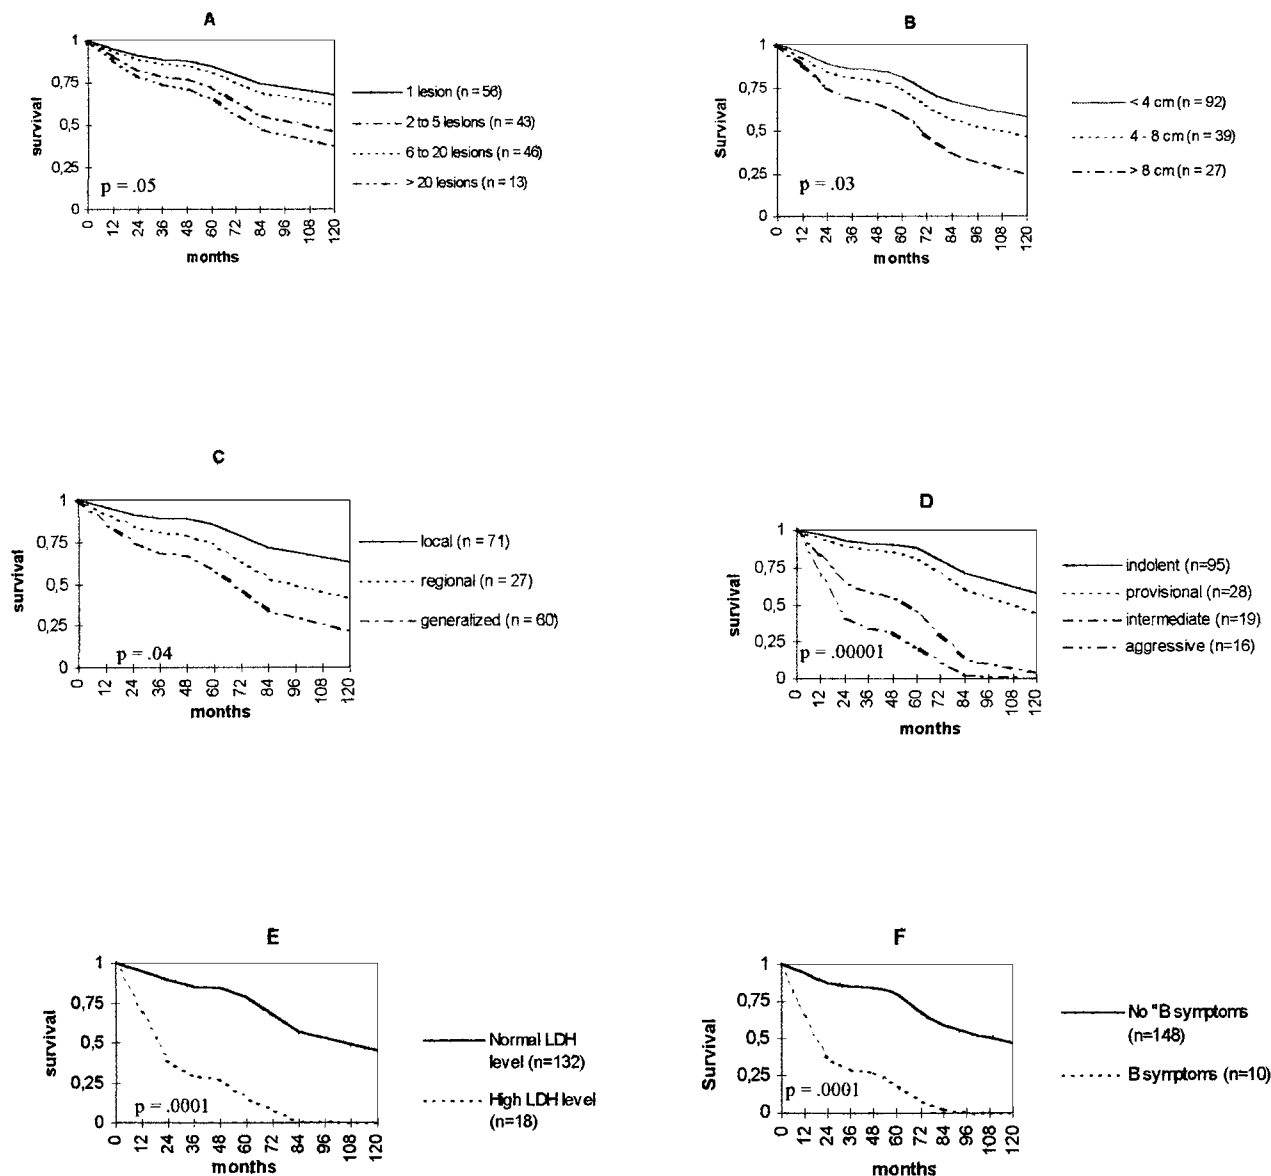 A
1
0,75
0,5
0,25
0
survival
p = .05
0 12 24 36 48 60 72 84 96 108 120
months
1 lesion (n = 56)
2 to 5 lesions (n = 43)
6 to 20 lesions (n = 46)
> 20 lesions (n = 13)
B
1
0,75
0,5
0,25
0
Survival
p = .03
0 12 24 36 48 60 72 84 96 108 120
months
< 4 cm (n = 92)
4 - 8 cm (n = 39)
> 8 cm (n = 27)
C
1
0,75
0,5
0,25
0
survival
p = .04
0 12 24 36 48 60 72 84 96 108 120
months
local (n = 71)
regional (n = 27)
generalized (n = 60)
D
1
0,75
0,5
0,25
0
survival
p = .00001
0 12 24 36 48 60 72 84 96 108 120
months
indolent (n=95)
provisional (n=28)
intermediate (n=19)
aggressive (n=16)
E
1
0,75
0,5
0,25
0
survival
p = .0001
0 12 24 36 48 60 72 84 96 108 120
months
Normal LDH
level (n=132)
High LDH level
(n=18)
F
1
0,75
0,5
0,25
0
Survival
p = .0001
0 12 24 36 48 60 72 84 96 108 120
months
No "B symptoms
(n=148)
B symptoms (n=10)